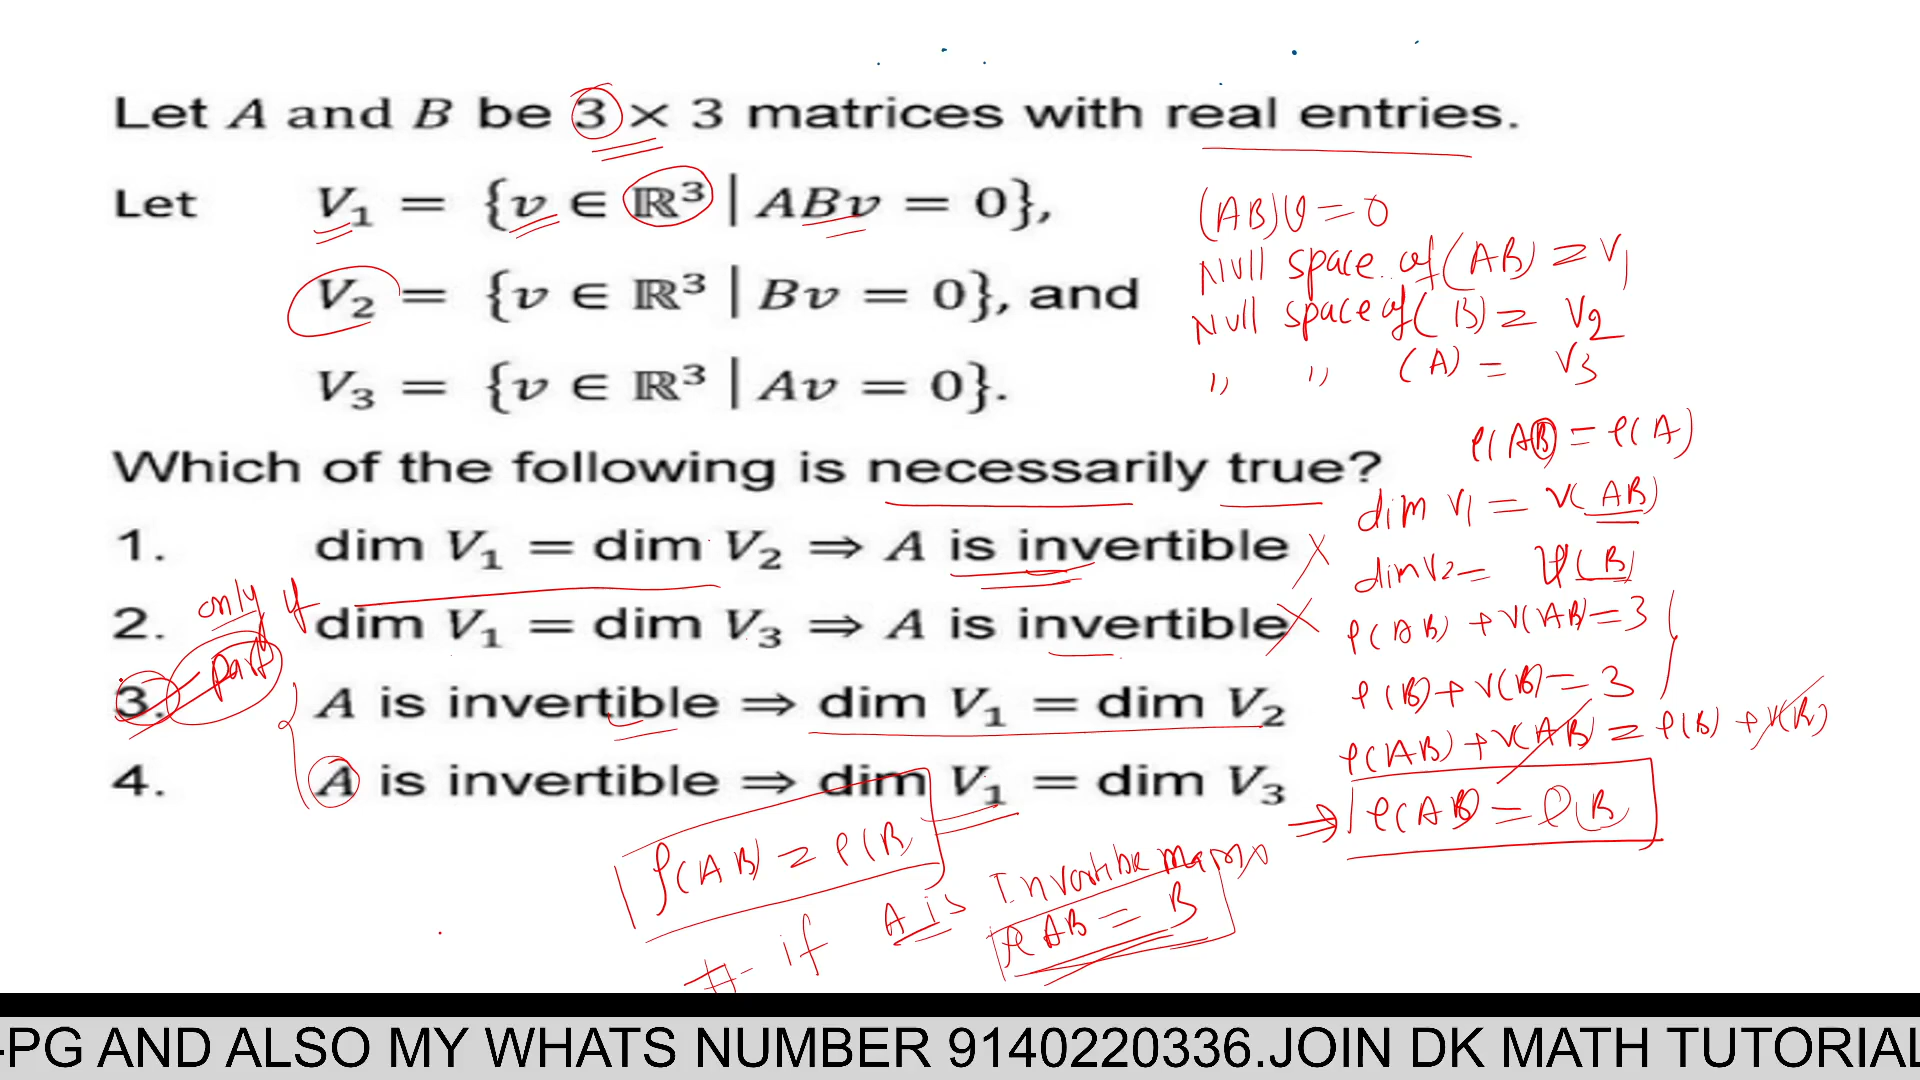 Let A and B be 3 × 3 matrices with real entries.
Let V₁ = {v ∈ ℝ³ | ABv = 0},
V₂ = {v ∈ ℝ³ | Bv = 0}, and
V₃ = {v ∈ ℝ³ | Av = 0}.
Which of the following is necessarily true?
1. dim V₁ = dim V₂ ⇒ A is invertible
only if
2. dim V₁ = dim V₃ ⇒ A is invertible
part
3. A is invertible ⇒ dim V₁ = dim V₂
4. A is invertible ⇒ dim V₁ = dim V₃
(AB)v = 0
Null space of (AB) = V₁
Null space of (B) = V₂
,, ,, (A) = V₃
ρ(AB) = ρ(A)
dim V₁ = ν(AB)
dim V₂ = ν(B)
ρ(AB) + ν(AB) = 3
ρ(B) + ν(B) = 3
ρ(AB) + ν(AB) = ρ(B) + ν(B)
⇒ ρ(AB) = ρ(B
ρ(AB) = ρ(B)
# if A is Invertible
AB = B
-PG AND ALSO MY WHATS NUMBER 9140220336.JOIN DK MATH TUTORIAL